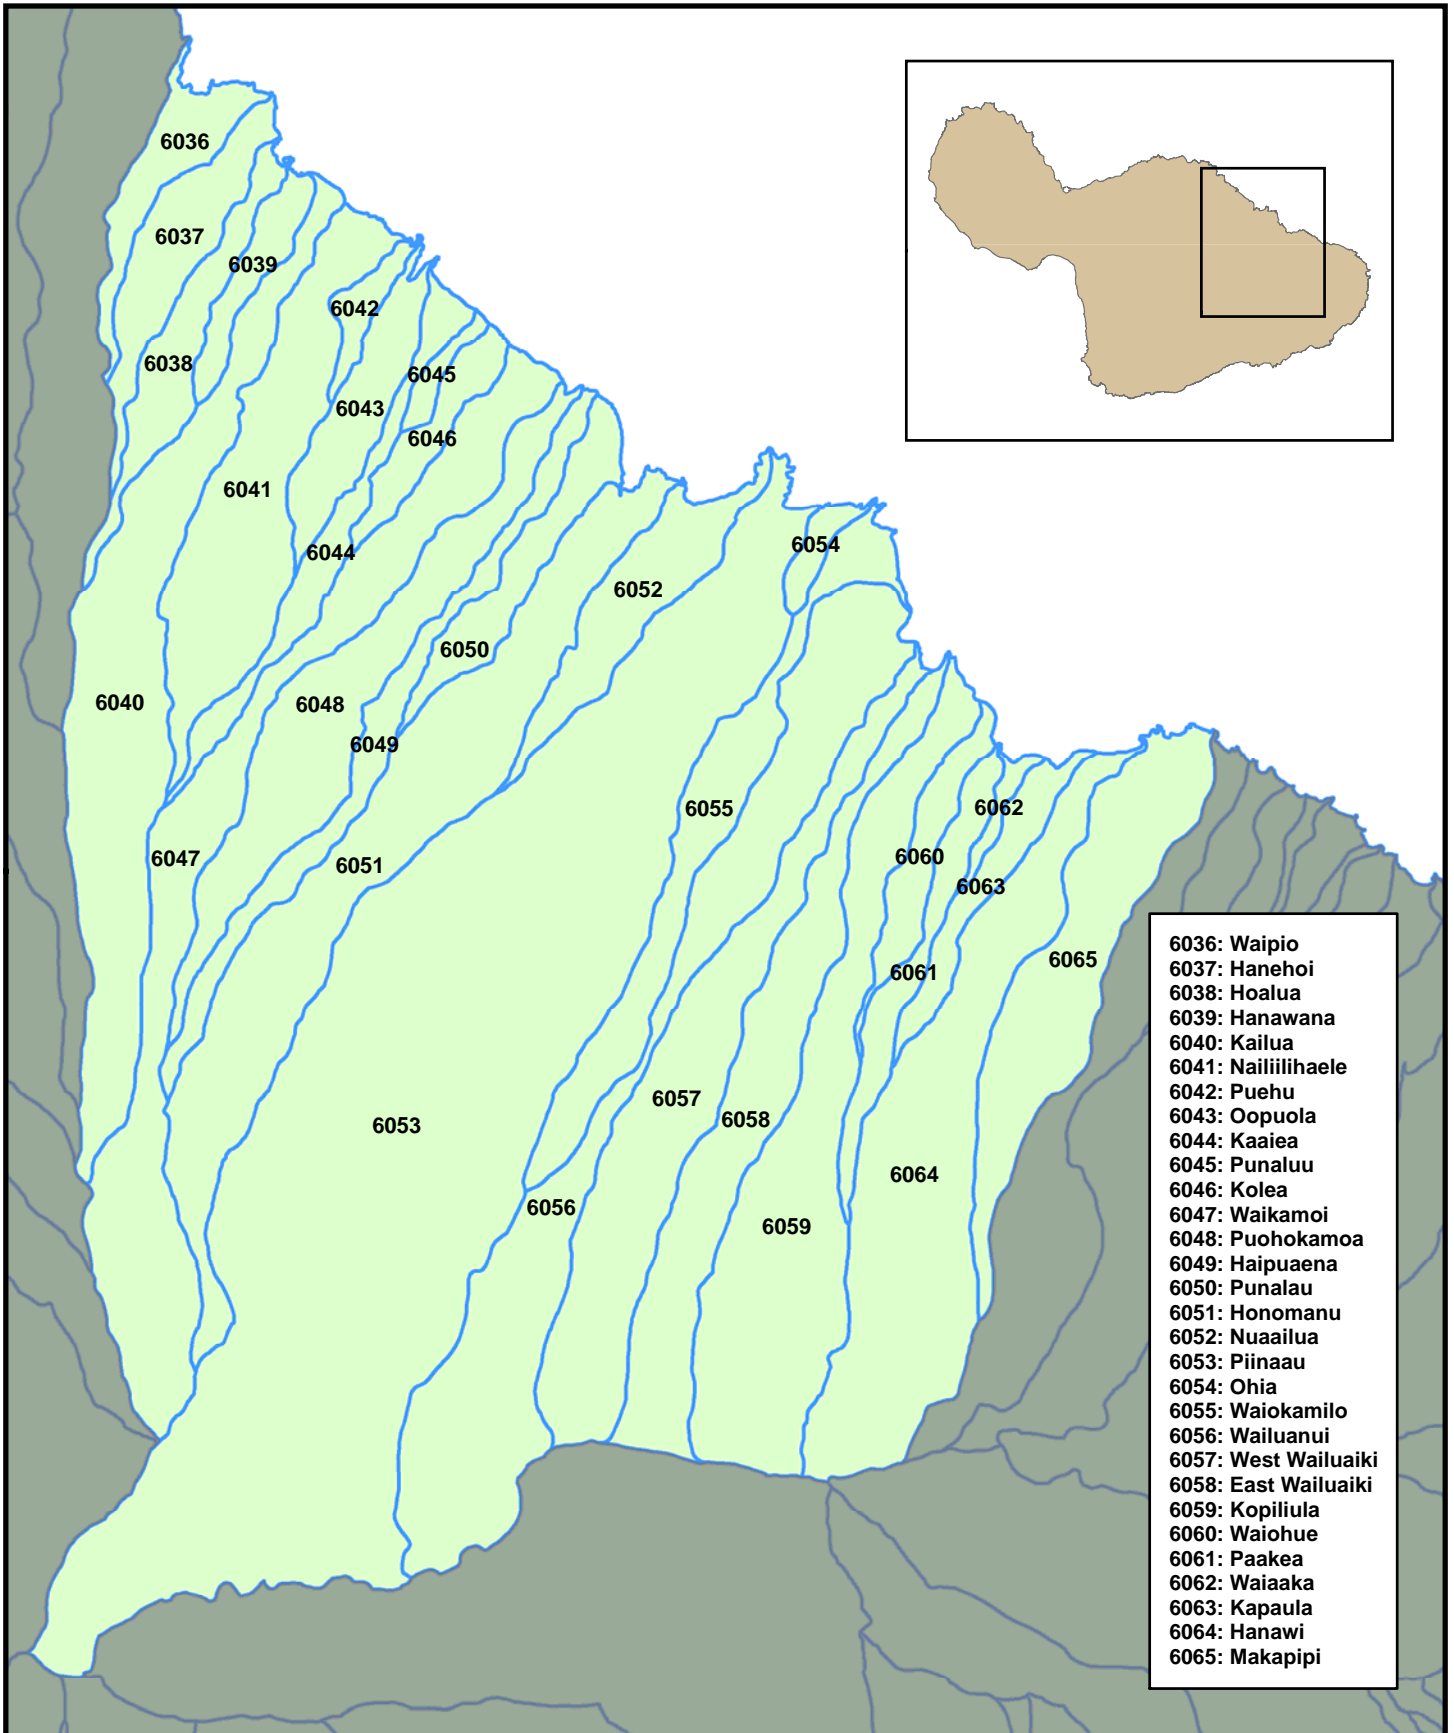 6036
6037
6039
6042
6038
6045
6043
6046
6041
6054
6044
6052
6050
6040
6048
6049
6055
6062
6047
6060
6051
6063
6065
6061
6057
6058
6053
6064
6056
6059
6036: Waipio
6037: Hanehoi
6038: Hoalua
6039: Hanawana
6040: Kailua
6041: Nailiilihaele
6042: Puehu
6043: Oopuola
6044: Kaaiea
6045: Punaluu
6046: Kolea
6047: Waikamoi
6048: Puohokamoa
6049: Haipuaena
6050: Punalau
6051: Honomanu
6052: Nuaailua
6053: Piinaau
6054: Ohia
6055: Waiokamilo
6056: Wailuanui
6057: West Wailuaiki
6058: East Wailuaiki
6059: Kopiliula
6060: Waiohue
6061: Paakea
6062: Waiaaka
6063: Kapaula
6064: Hanawi
6065: Makapipi